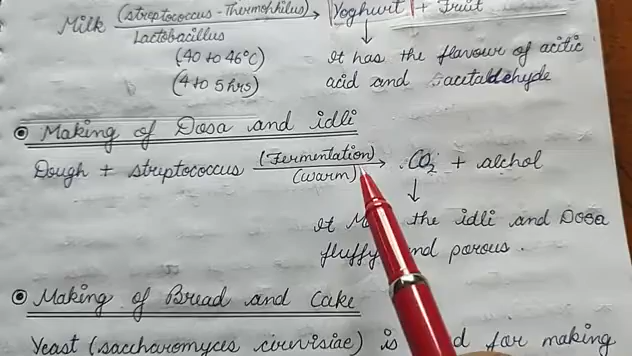 Milk (streptococcus - Thermophilus) Yoghurt + Fruit
Lactobacillus
(40 to 46°C)
(4 to 5 hrs)
It has the flavour of acitic
acid and acetaldehyde
Making of Dosa and idli
Dough + streptococcus (Fermentation) CO2 + alchol
(warm)
It the idli and Dosa
fluffy and porous.
Making of Bread and Cake
Yeast (saccharomyces cirivisiae) is for making